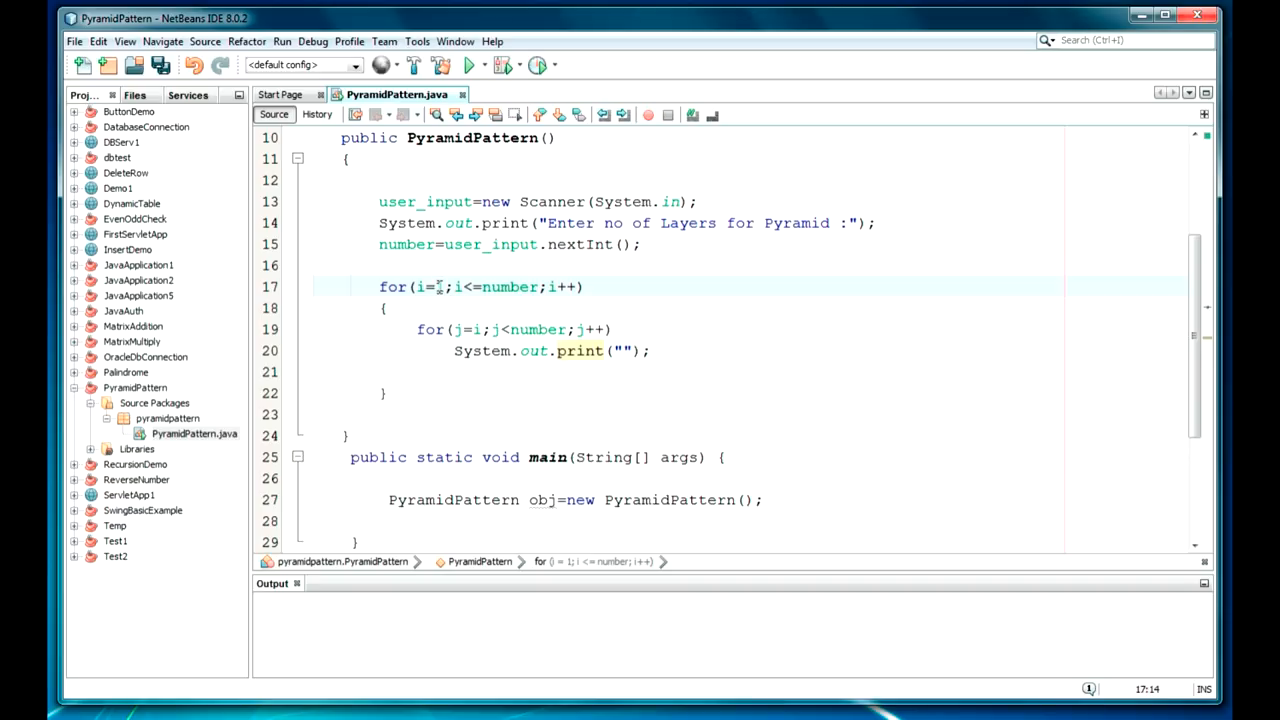 PyramidPattern - NetBeans IDE 8.0.2
File Edit View Navigate Source Refactor Run Debug Profile Team Tools Window Help
Search (Ctrl+I)
<default config>
Proj... Files Services
Start Page PyramidPattern.java
Source History
ButtonDemo
DatabaseConnection
DBServ1
dbtest
DeleteRow
Demo1
DynamicTable
EvenOddCheck
FirstServletApp
InsertDemo
JavaApplication1
JavaApplication2
JavaApplication5
JavaAuth
MatrixAddition
MatrixMultiply
OracleDbConnection
Palindrome
PyramidPattern
Source Packages
pyramidpattern
PyramidPattern.java
Libraries
RecursionDemo
ReverseNumber
ServletApp1
SwingBasicExample
Temp
Test1
Test2
10 public PyramidPattern()
11 {
12
13 user_input=new Scanner(System.in);
14 System.out.print("Enter no of Layers for Pyramid :");
15 number=user_input.nextInt();
16
17 for(i= ;i<=number;i++)
18 {
19 for(j=i;j<number;j++)
20 System.out.print("");
21
22 }
23
24 }
25 public static void main(String[] args) {
26
27 PyramidPattern obj=new PyramidPattern();
28
29 }
pyramidpattern.PyramidPattern PyramidPattern for (i = 1; i <= number; i++)
Output
1 17:14 INS